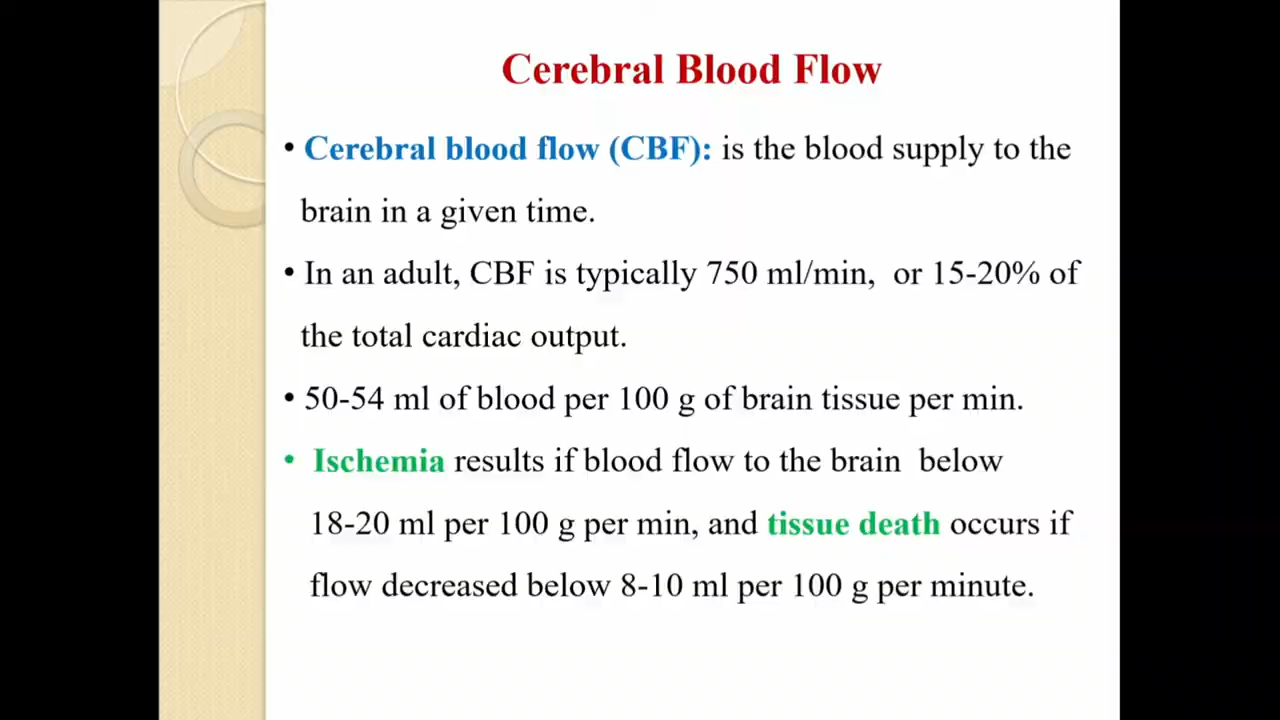 Cerebral Blood Flow
• Cerebral blood flow (CBF): is the blood supply to the
brain in a given time.
• In an adult, CBF is typically 750 ml/min,  or 15-20% of
the total cardiac output.
• 50-54 ml of blood per 100 g of brain tissue per min.
• Ischemia results if blood flow to the brain  below
18-20 ml per 100 g per min, and tissue death occurs if
flow decreased below 8-10 ml per 100 g per minute.